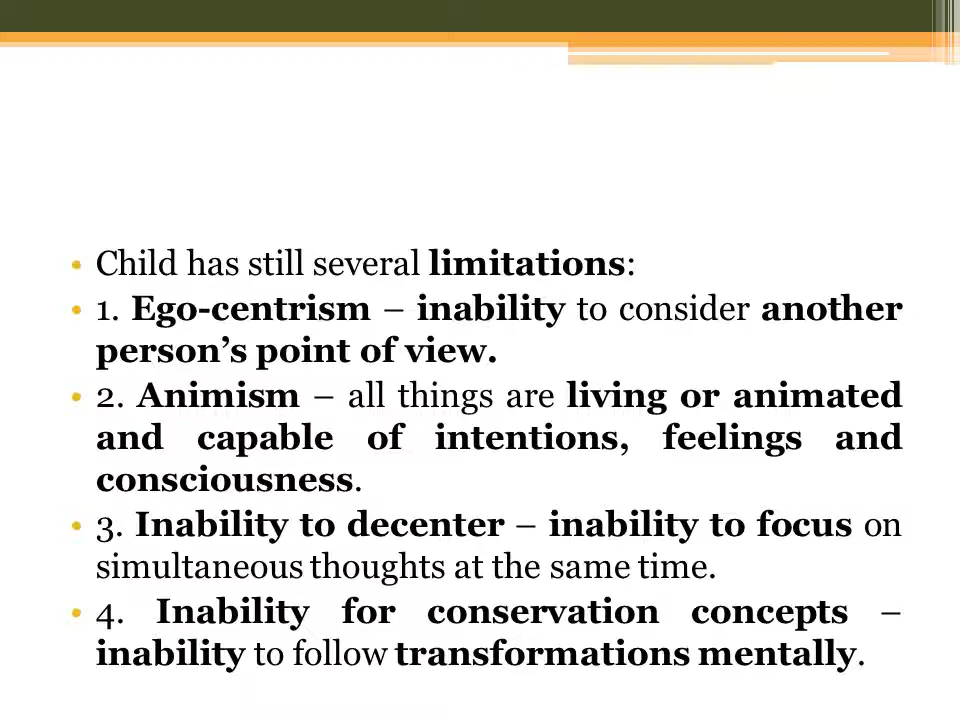 • Child has still several limitations:
• 1. Ego-centrism – inability to consider another
person’s point of view.
• 2. Animism – all things are living or animated
and capable of intentions, feelings and
consciousness.
• 3. Inability to decenter – inability to focus on
simultaneous thoughts at the same time.
• 4. Inability for conservation concepts –
inability to follow transformations mentally.